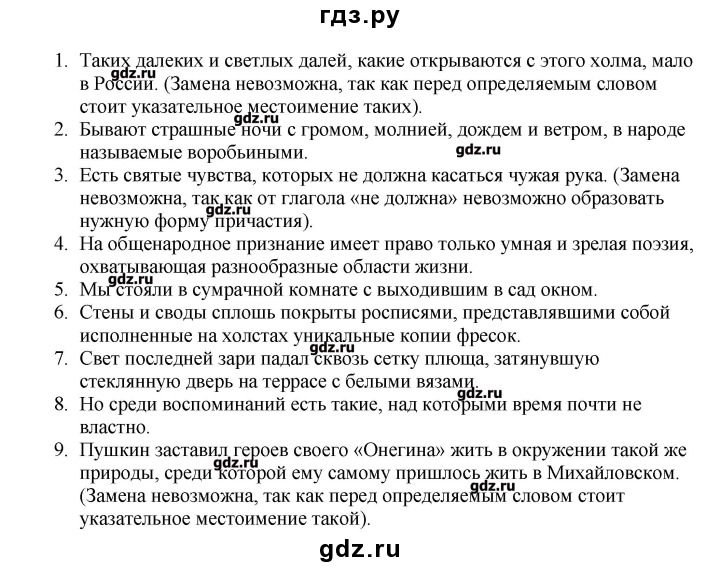 гдз.ру
1. Таких далеких и светлых далей, какие открываются с этого холма, мало
в России. (Замена невозможна, так как перед определяемым словом
стоит указательное местоимение таких).
2. Бывают страшные ночи с громом, молнией, дождем и ветром, в народе
называемые воробьиными.
3. Есть святые чувства, которых не должна касаться чужая рука. (Замена
невозможна, так как от глагола «не должна» невозможно образовать
нужную форму причастия).
4. На общенародное признание имеет право только умная и зрелая поэзия,
охватывающая разнообразные области жизни.
5. Мы стояли в сумрачной комнате с выходившим в сад окном.
6. Стены и своды сплошь покрыты росписями, представлявшими собой
исполненные на холстах уникальные копии фресок.
7. Свет последней зари падал сквозь сетку плюща, затянувшую
стеклянную дверь на террасе с белыми вязами.
8. Но среди воспоминаний есть такие, над которыми время почти не
властно.
9. Пушкин заставил героев своего «Онегина» жить в окружении такой же
природы, среди которой ему самому пришлось жить в Михайловском.
(Замена невозможна, так как перед определяемым словом стоит
указательное местоимение такой).
gdz.ru
gdz.ru
gdz.ru
gdz.ru
gdz.ru
gdz.ru
gdz.ru
gdz.ru
gdz.ru
gdz.ru